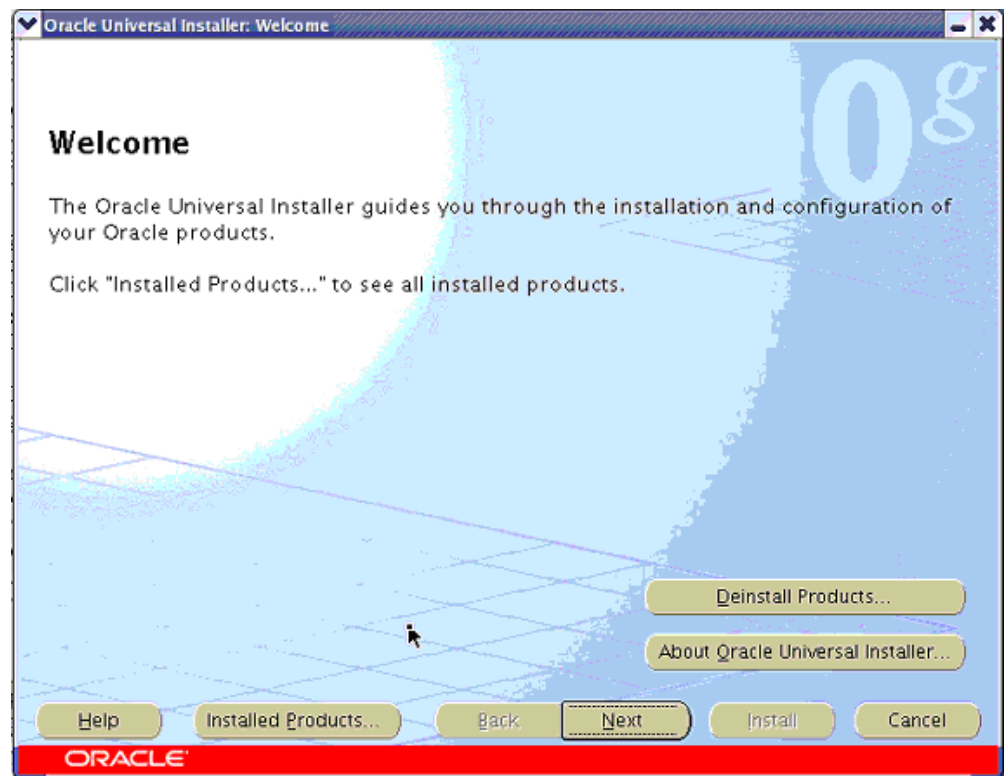 Oracle Universal Installer: Welcome
0g
Welcome
The Oracle Universal Installer guides you through the installation and configuration of
your Oracle products.
Click "Installed Products..." to see all installed products.
Deinstall Products...
About Oracle Universal Installer...
Help Installed Products... Back Next Install Cancel
ORACLE